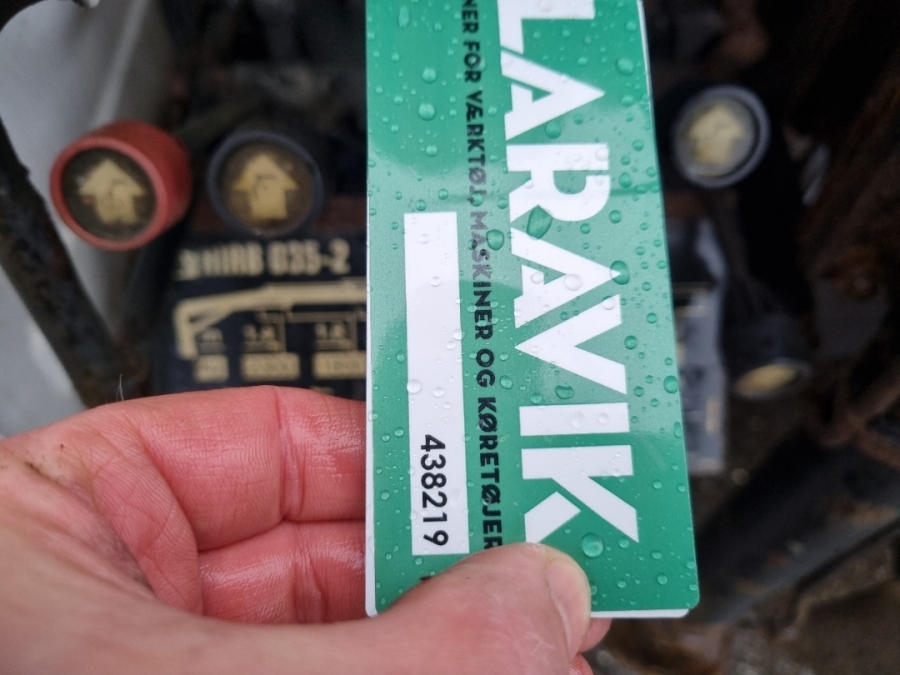 LARAVIK
NER FOR VÆRKTØJ, MASKINER OG KØRETØJER
438219
HIAB 035-2